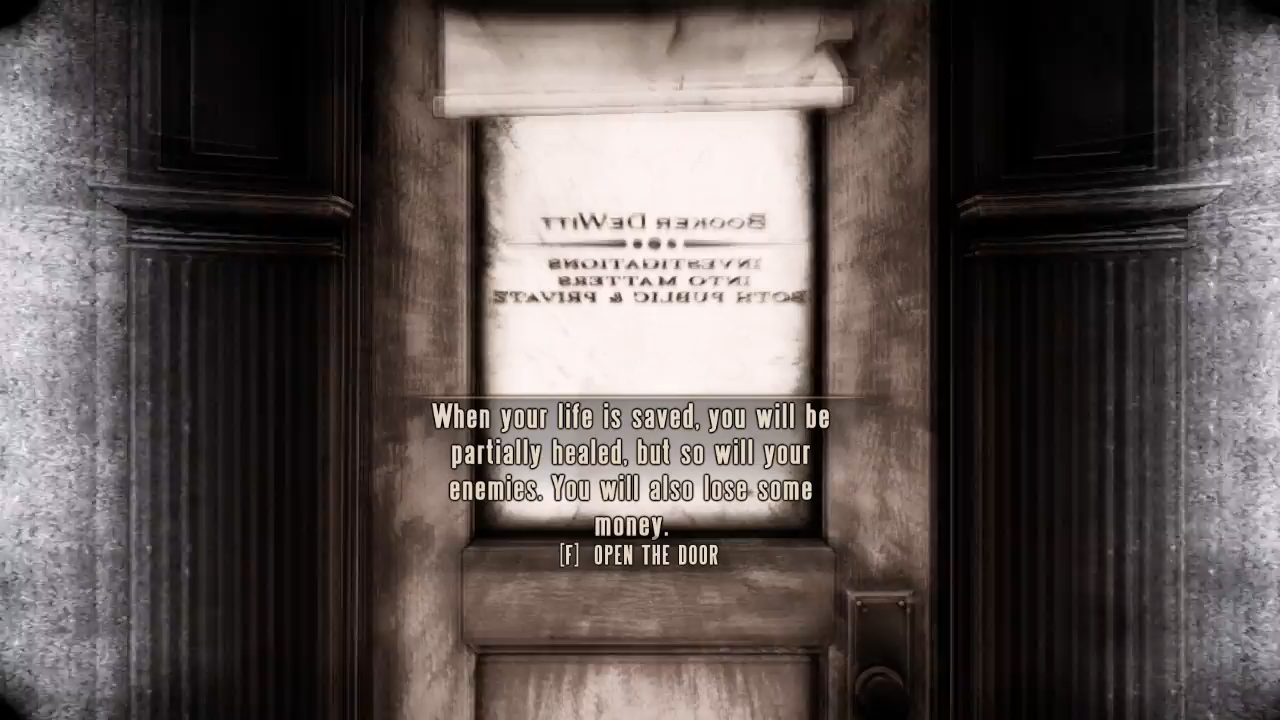 Booker DeWitt
Investigations
into Matters
Both Public & Private
When your life is saved, you will be
partially healed, but so will your
enemies. You will also lose some
money.
[F] OPEN THE DOOR